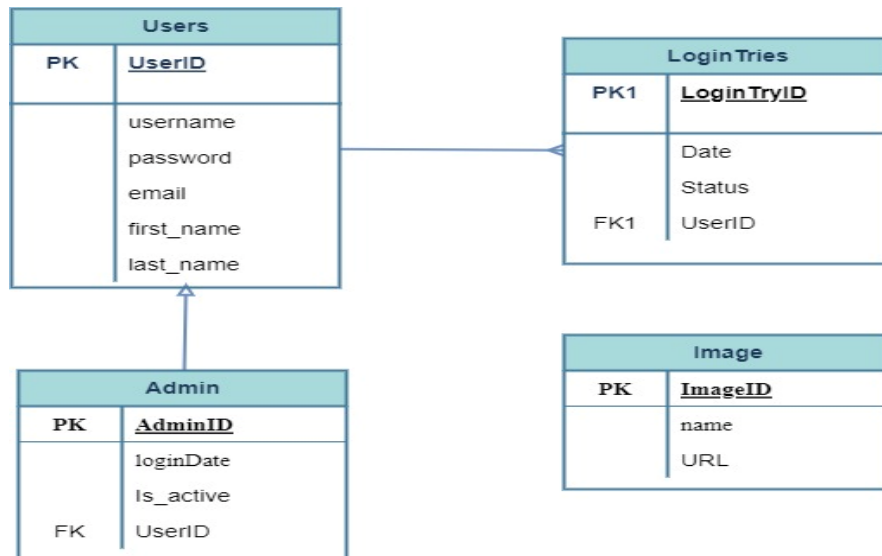 Users
PK UserID
username
password
email
first_name
last_name
LoginTries
PK1 LoginTryID
Date
Status
FK1 UserID
Admin
PK AdminID
loginDate
Is_active
FK UserID
Image
PK ImageID
name
URL